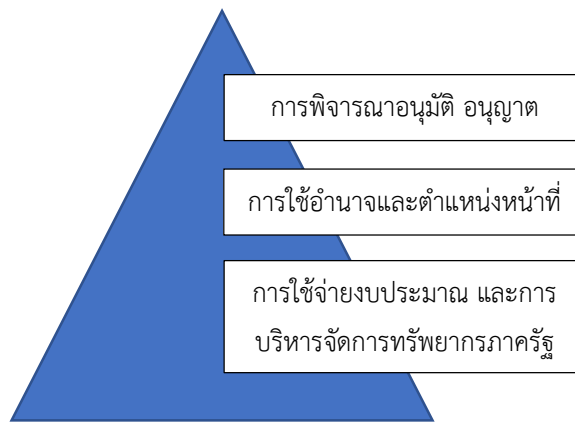 การพิจารณาอนุมัติ อนุญาต
การใช้อำนาจและตำแหน่งหน้าที่
การใช้จ่ายงบประมาณ และการ
บริหารจัดการทรัพยากรภาครัฐ